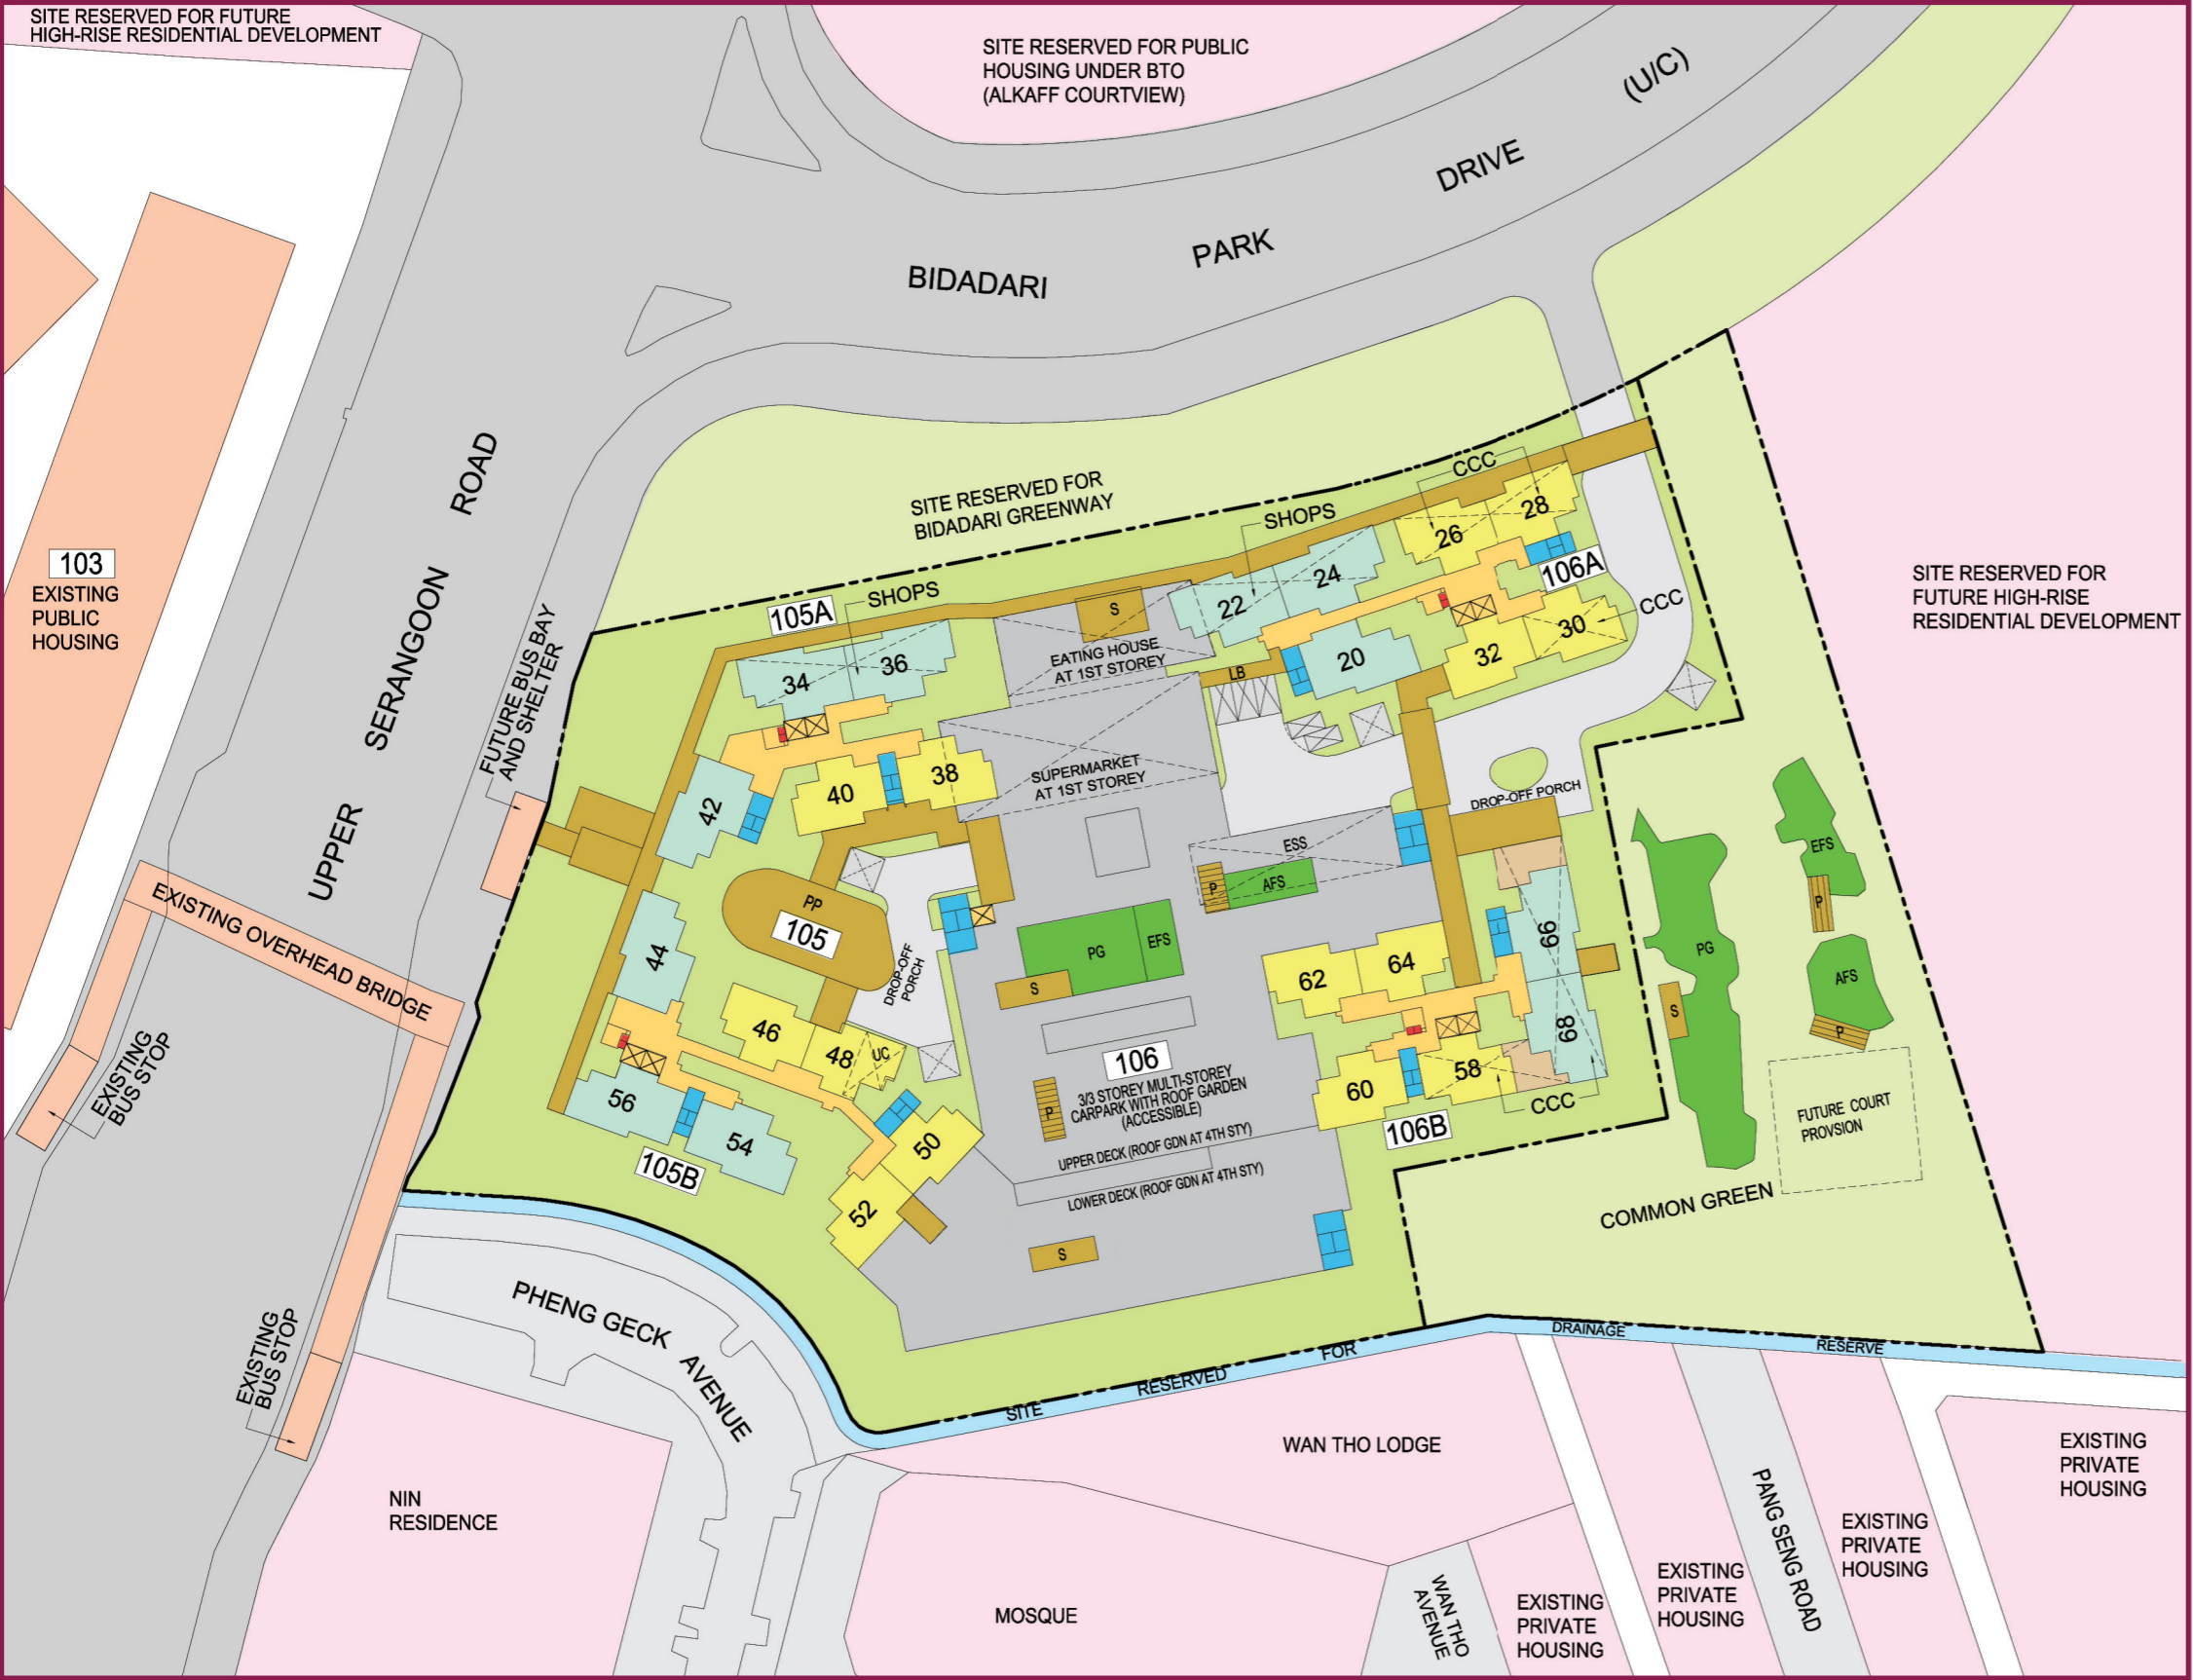 SITE RESERVED FOR FUTURE
HIGH-RISE RESIDENTIAL DEVELOPMENT
SITE RESERVED FOR PUBLIC
HOUSING UNDER BTO
(ALKAFF COURTVIEW)
BIDADARI PARK DRIVE (U/C)
103
EXISTING
PUBLIC
HOUSING
UPPER SERANGOON ROAD
FUTURE BUS BAY
AND SHELTER
SITE RESERVED FOR
BIDADARI GREENWAY
SITE RESERVED FOR
FUTURE HIGH-RISE
RESIDENTIAL DEVELOPMENT
CCC
SHOPS
28
26
106A
24
22
CCC
30
32
20
LB
S
EATING HOUSE
AT 1ST STOREY
SHOPS
105A
36
34
38
40
42
SUPERMARKET
AT 1ST STOREY
DROP-OFF PORCH
ESS
AFS
P
PP
105
DROP-OFF
PORCH
PG
EFS
S
44
46
48
UC
56
54
105B
50
52
62
64
66
68
60
58
CCC
106B
106
3/3 STOREY MULTI-STOREY
CARPARK WITH ROOF GARDEN
(ACCESSIBLE)
P
UPPER DECK (ROOF GDN AT 4TH STY)
LOWER DECK (ROOF GDN AT 4TH STY)
S
EFS
P
PG
AFS
P
S
FUTURE COURT
PROVSION
COMMON GREEN
EXISTING OVERHEAD BRIDGE
EXISTING
BUS STOP
EXISTING
BUS STOP
PHENG GECK AVENUE
SITE RESERVED FOR DRAINAGE RESERVE
NIN
RESIDENCE
MOSQUE
WAN THO LODGE
WAN THO
AVENUE
EXISTING
PRIVATE
HOUSING
EXISTING
PRIVATE
HOUSING
PANG SENG ROAD
EXISTING
PRIVATE
HOUSING
EXISTING
PRIVATE
HOUSING